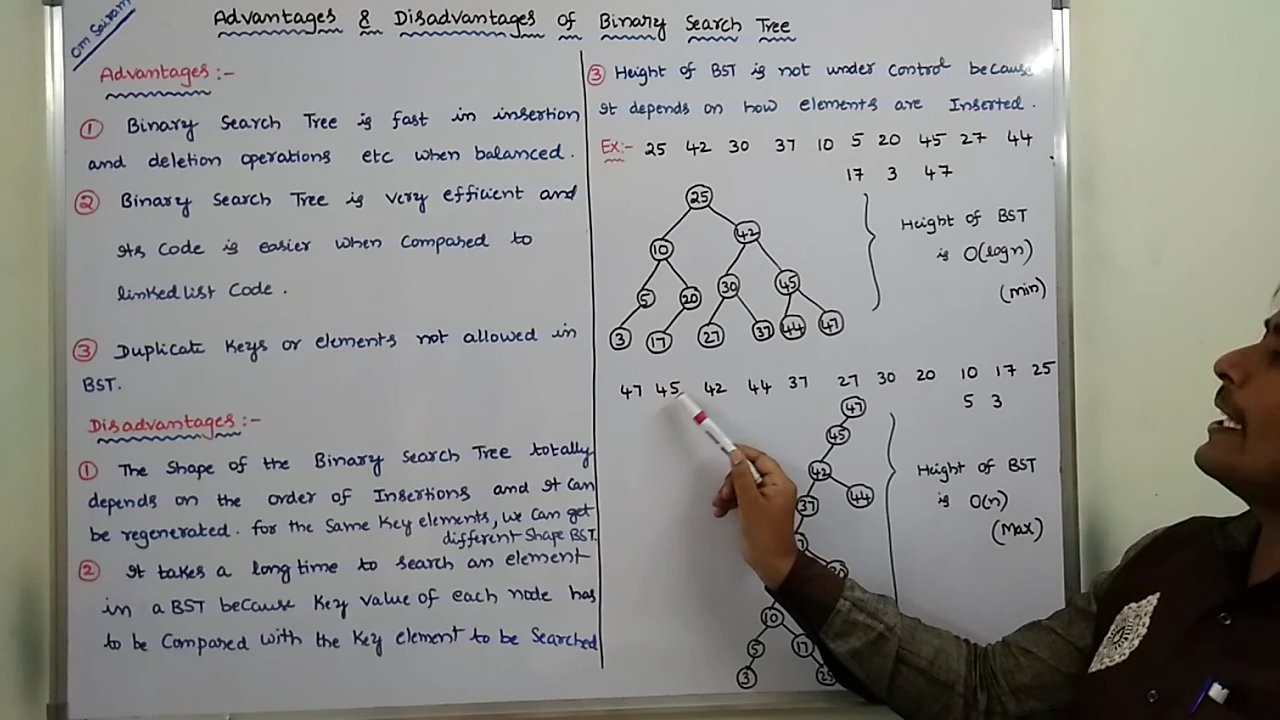 Om Sairam
Advantages & Disadvantages of Binary Search Tree
Advantages :-
① Binary Search Tree is fast in insertion
and deletion operations etc when balanced.
② Binary Search Tree is very efficient and
its code is easier when compared to
linked list code.
③ Duplicate keys or elements not allowed in
BST.
Disadvantages :-
① The shape of the Binary Search Tree totally
depends on the order of Insertions and it can
be regenerated. for the same key elements, we can get
different shape BST.
② It takes a long time to search an element
in a BST because key value of each node has
to be compared with the key element to be searched
③ Height of BST is not under control because
it depends on how elements are Inserted.
Ex:- 25 42 30 37 10 5 20 45 27 44
17 3 47
25
10 42
5 20 30 45
3 17 27 37 44 47
Height of BST
is O(logn)
(min)
47 45 42 44 37 27 30 20 10 17 25
5 3
47
45
42
37 44
10
5 17
3
Height of BST
is O(n)
(Max)